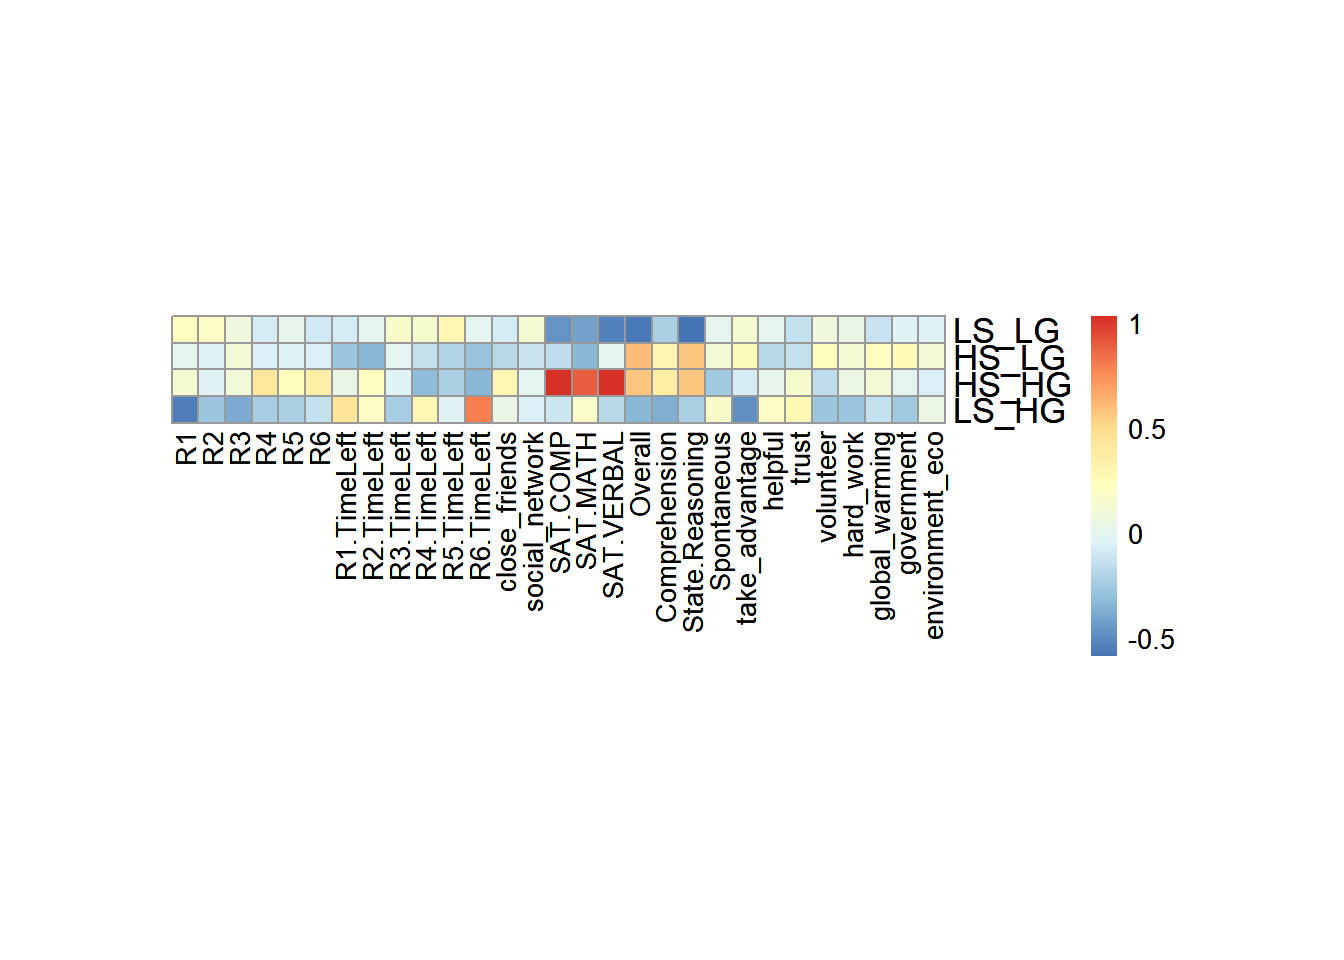 LS_LG
HS_LG
HS_HG
LS_HG
R1
R2
R3
R4
R5
R6
R1.TimeLeft
R2.TimeLeft
R3.TimeLeft
R4.TimeLeft
R5.TimeLeft
R6.TimeLeft
close_friends
social_network
SAT.COMP
SAT.MATH
SAT.VERBAL
Overall
Comprehension
State.Reasoning
Spontaneous
take_advantage
helpful
trust
volunteer
hard_work
global_warming
government
environment_eco
1
0.5
0
-0.5